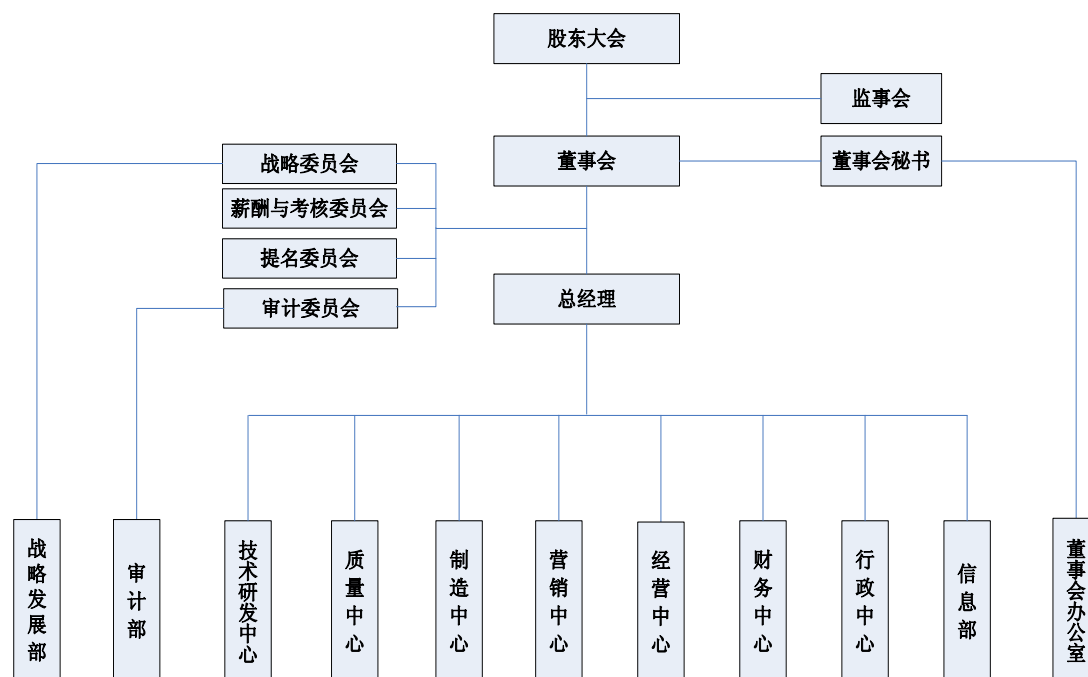 股东大会
监事会
董事会
董事会秘书
战略委员会
薪酬与考核委员会
提名委员会
审计委员会
总经理
战略发展部
审计部
技术研发中心
质量中心
制造中心
营销中心
经营中心
财务中心
行政中心
信息部
董事会办公室